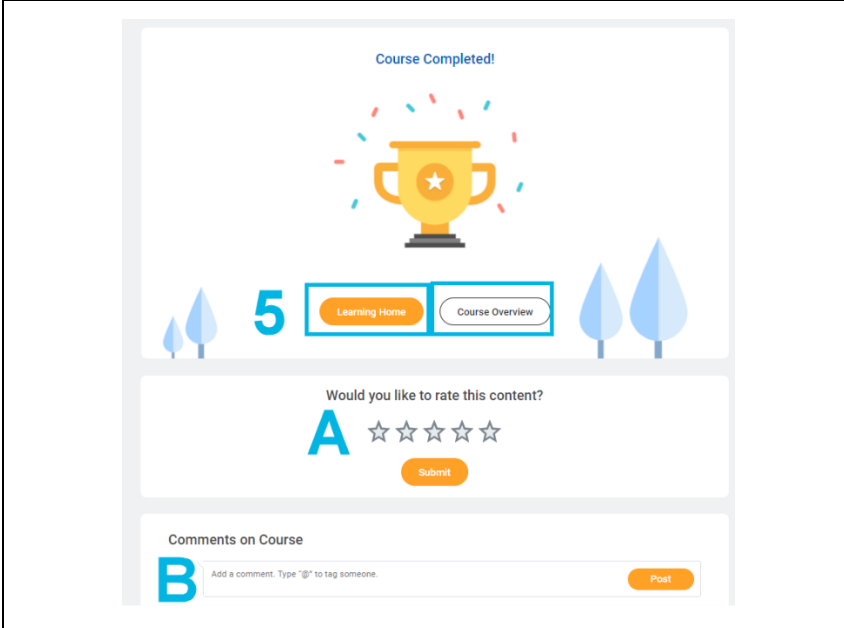 Course Completed!
5
Learning Home
Course Overview
Would you like to rate this content?
A
Submit
Comments on Course
B
Add a comment. Type "@" to tag someone.
Post